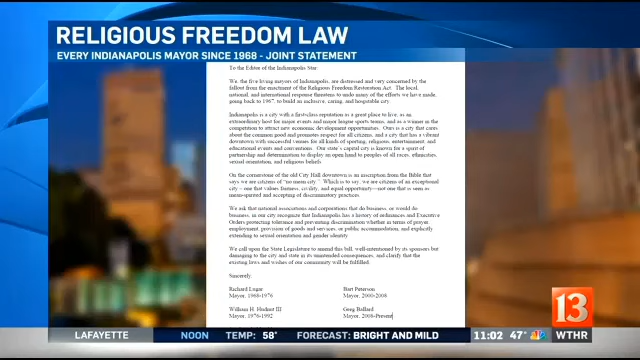 RELIGIOUS FREEDOM LAW
EVERY INDIANAPOLIS MAYOR SINCE 1968 - JOINT STATEMENT
To the Editor of the Indianapolis Star:
We, the five living mayors of Indianapolis, are distressed and very concerned by the
fallout from the enactment of the Religious Freedom Restoration Act. The local,
national, and international response threatens to undo many of the efforts we have made,
going back to 1967, to build an inclusive, caring, and hospitable city.
Indianapolis is a city with a first-class reputation as a great place to live, as an
extraordinary host for major events and major league sports teams, and as a winner in the
competition to attract new economic development opportunities. Ours is a city that cares
about the common good and promotes respect for all citizens, and a city that has a vibrant
downtown with successful venues for all kinds of sporting, religious, entertainment, and
educational events and conventions. Our state's capital city is known for a spirit of
partnership and determination to display an open hand to peoples of all races, ethnicities,
sexual orientation, and religious beliefs.
On the cornerstone of the old City Hall downtown is an inscription from the Bible that
says we are citizens of "no mean city." Which is to say, we are citizens of an exceptional
city – one that values fairness, civility, and equal opportunity – not one that is seen as
mean-spirited and accepting of discriminatory practices.
We ask that national associations and corporations that do business, or would do
business, in our city recognize that Indianapolis has a history of ordinances and Executive
Orders protecting tolerance and preventing discrimination whether in terms of prayer,
employment, provision of goods and services, or public accommodation, and explicitly
extending to sexual orientation and gender identity.
We call upon the State Legislature to amend this bill, well-intentioned by its sponsors but
damaging to the city and state in its unintended consequences, and clarify that the
existing laws and wishes of our community will be fulfilled.
Sincerely,
Richard Lugar Bart Peterson
Mayor, 1968-1976 Mayor, 2000-2008
William H. Hudnut III Greg Ballard
Mayor, 1976-1992 Mayor, 2008-Present
13
LAFAYETTE NOON TEMP: 58° FORECAST: BRIGHT AND MILD 11:02 47° WTHR